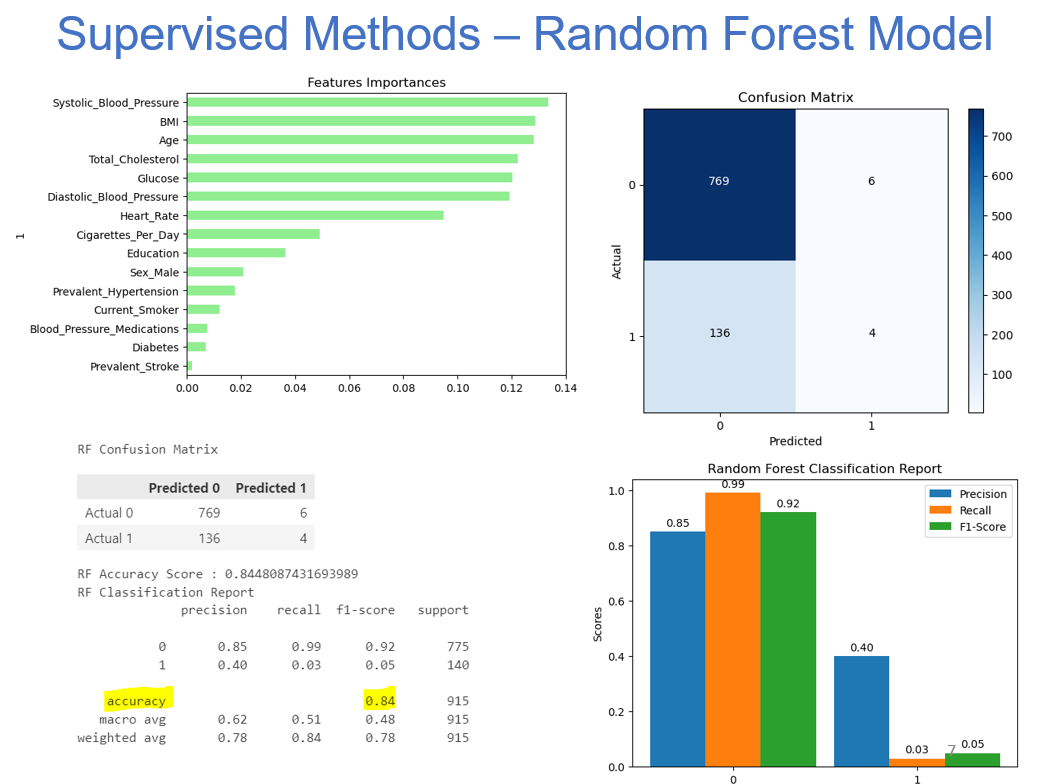 Supervised Methods – Random Forest Model
Features Importances
Systolic_Blood_Pressure
BMI
Age
Total_Cholesterol
Glucose
Diastolic_Blood_Pressure
Heart_Rate
Cigarettes_Per_Day
Education
Sex_Male
Prevalent_Hypertension
Current_Smoker
Blood_Pressure_Medications
Diabetes
Prevalent_Stroke
1
0.00 0.02 0.04 0.06 0.08 0.10 0.12 0.14
Confusion Matrix
Actual
0
1
769 6
136 4
0 1
Predicted
700
600
500
400
300
200
100
RF Confusion Matrix
Predicted 0 Predicted 1
Actual 0 769 6
Actual 1 136 4
RF Accuracy Score : 0.8448087431693989
RF Classification Report
precision recall f1-score support
0 0.85 0.99 0.92 775
1 0.40 0.03 0.05 140
accuracy 0.84 915
macro avg 0.62 0.51 0.48 915
weighted avg 0.78 0.84 0.78 915
Random Forest Classification Report
Precision
Recall
F1-Score
Scores
1.0
0.8
0.6
0.4
0.2
0.0
0.85 0.99 0.92
0.40 0.03 0.05
0 1
7